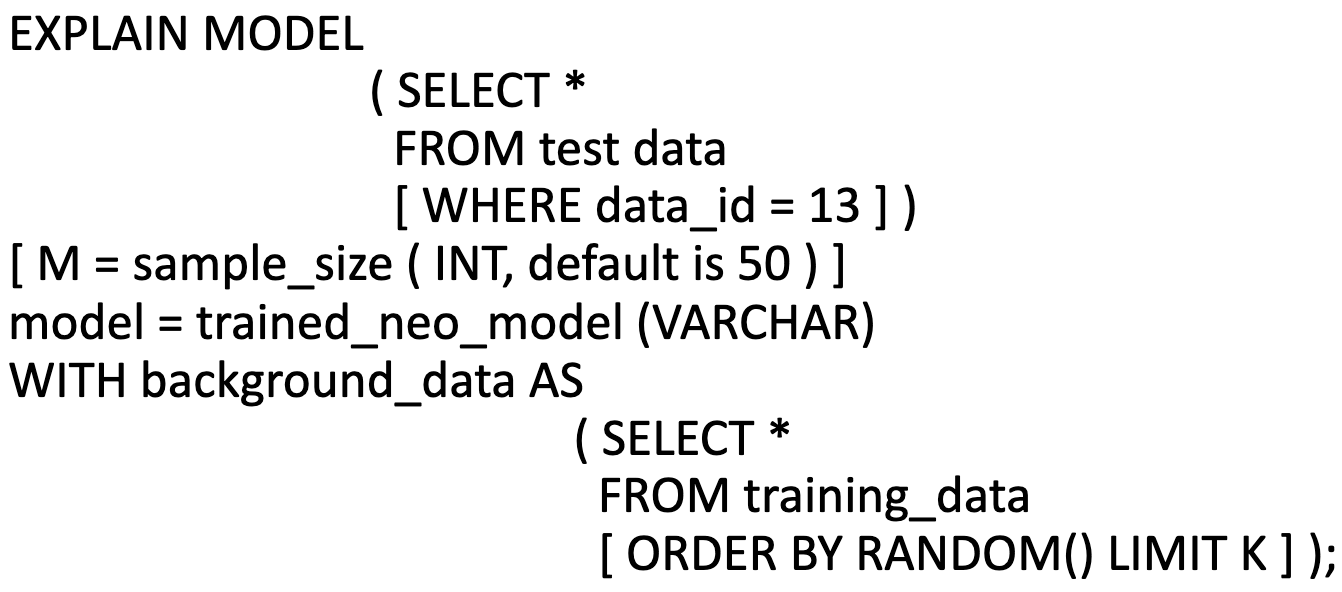 EXPLAIN MODEL
( SELECT *
FROM test data
[ WHERE data_id = 13 ] )
[ M = sample_size ( INT, default is 50 ) ]
model = trained_neo_model (VARCHAR)
WITH background_data AS
( SELECT *
FROM training_data
[ ORDER BY RANDOM() LIMIT K ] );